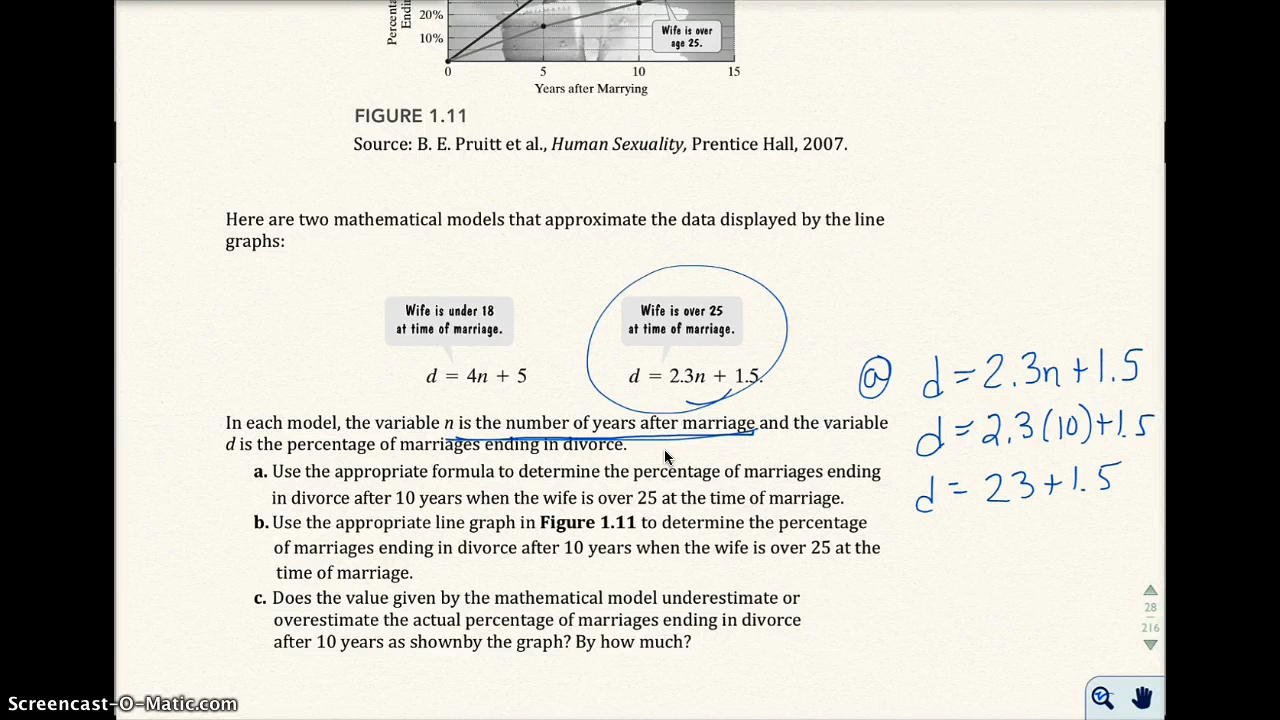 Percenta
Ending
20%
10%
Wife is over
age 25.
0
5
10
15
Years after Marrying
FIGURE 1.11
Source: B. E. Pruitt et al., Human Sexuality, Prentice Hall, 2007.
Here are two mathematical models that approximate the data displayed by the line
graphs:
Wife is under 18
at time of marriage.
d = 4n + 5
Wife is over 25
at time of marriage.
d = 2.3n + 1.5.
In each model, the variable n is the number of years after marriage and the variable
d is the percentage of marriages ending in divorce.
a. Use the appropriate formula to determine the percentage of marriages ending
in divorce after 10 years when the wife is over 25 at the time of marriage.
b. Use the appropriate line graph in Figure 1.11 to determine the percentage
of marriages ending in divorce after 10 years when the wife is over 25 at the
time of marriage.
c. Does the value given by the mathematical model underestimate or
overestimate the actual percentage of marriages ending in divorce
after 10 years as shownby the graph? By how much?
a d = 2.3n + 1.5
d = 2.3(10) + 1.5
d = 23 + 1.5
28
216
Screencast-O-Matic.com